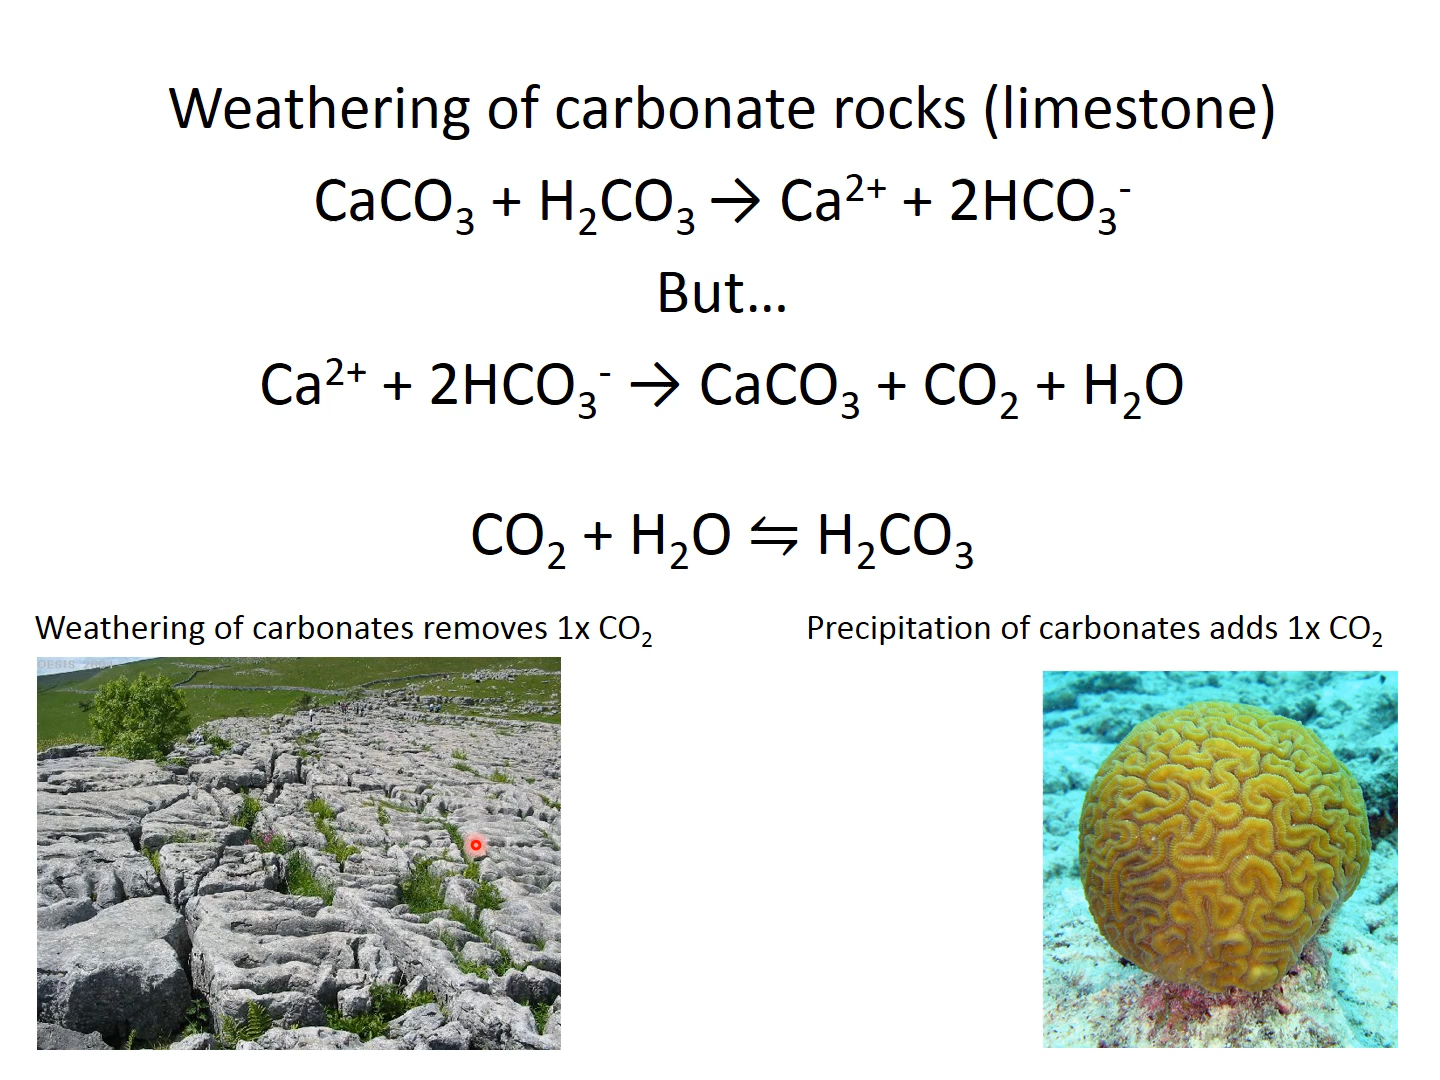 Weathering of carbonate rocks (limestone)
CaCO₃ + H₂CO₃ → Ca²⁺ + 2HCO₃⁻
But...
Ca²⁺ + 2HCO₃⁻ → CaCO₃ + CO₂ + H₂O
CO₂ + H₂O ⇋ H₂CO₃
Weathering of carbonates removes 1x CO₂
Precipitation of carbonates adds 1x CO₂